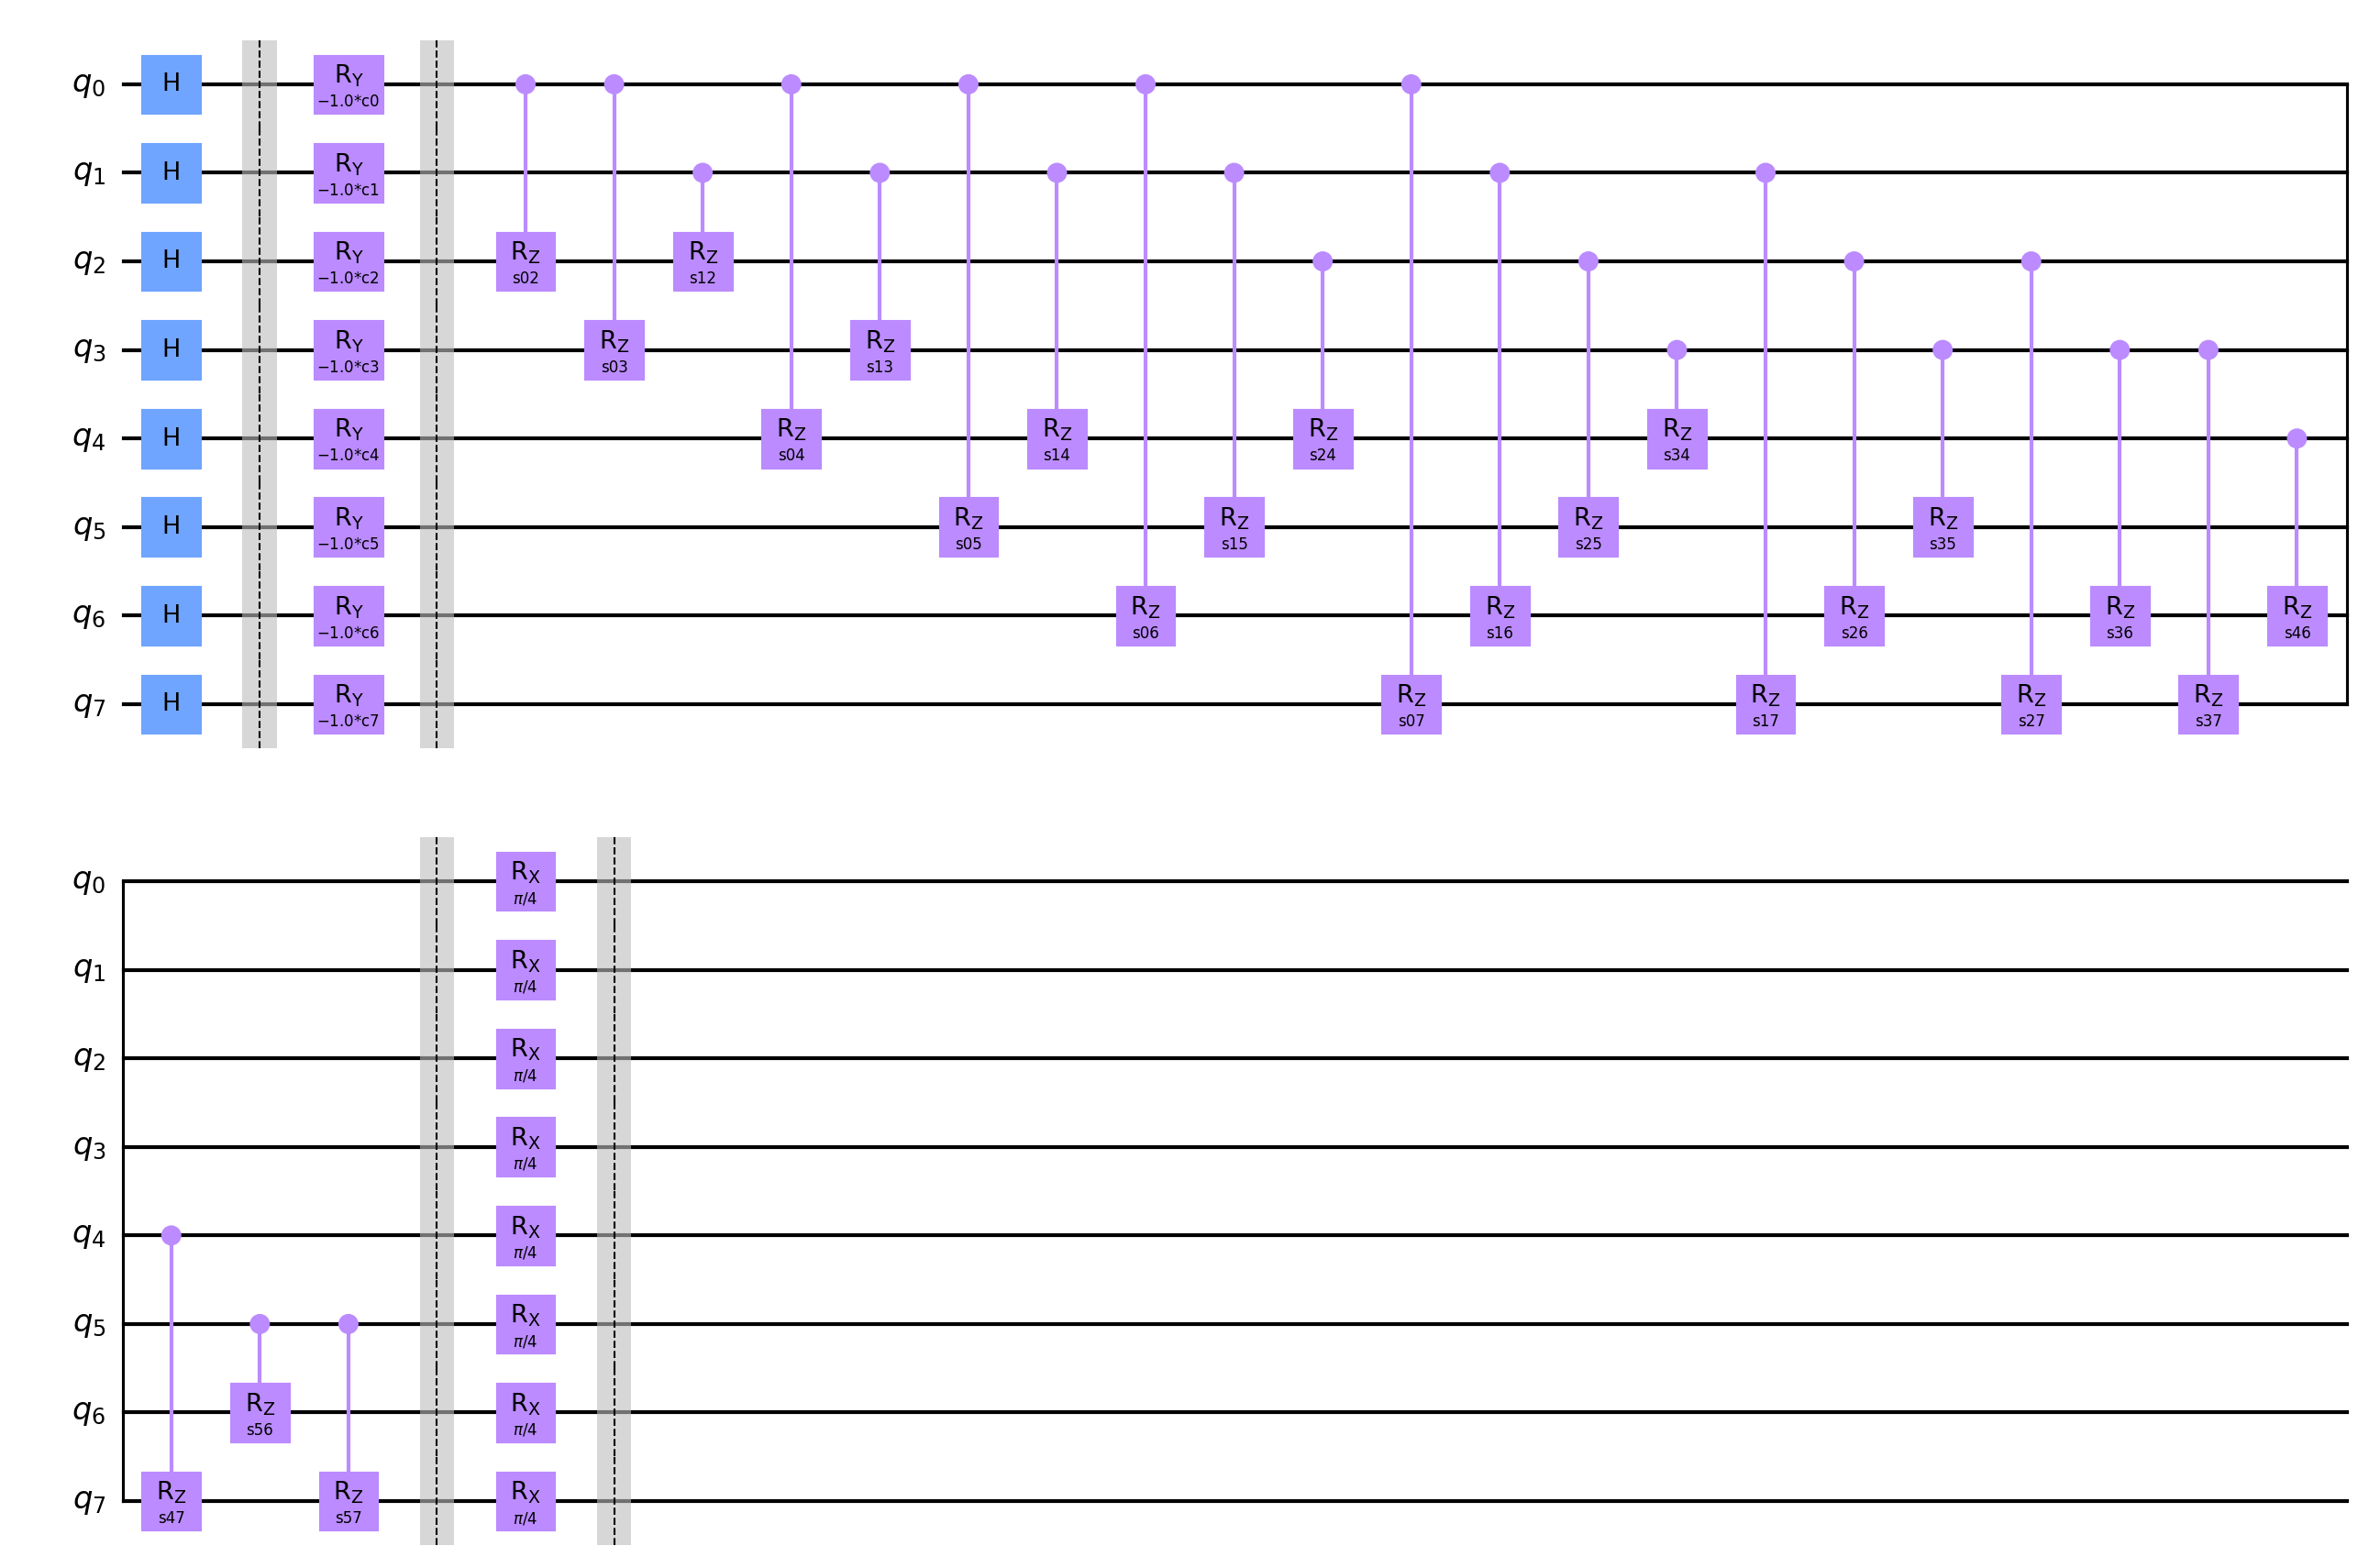 q0 H RY −1.0*c0
q1 H RY −1.0*c1
q2 H RY −1.0*c2 RZ s02 RZ s12
q3 H RY −1.0*c3 RZ s03 RZ s13
q4 H RY −1.0*c4 RZ s04 RZ s14 RZ s24 RZ s34
q5 H RY −1.0*c5 RZ s05 RZ s15 RZ s25 RZ s35
q6 H RY −1.0*c6 RZ s06 RZ s16 RZ s26 RZ s36 RZ s46
q7 H RY −1.0*c7 RZ s07 RZ s17 RZ s27 RZ s37
q0 RX π/4
q1 RX π/4
q2 RX π/4
q3 RX π/4
q4 RX π/4
q5 RX π/4
q6 RZ s56 RX π/4
q7 RZ s47 RZ s57 RX π/4